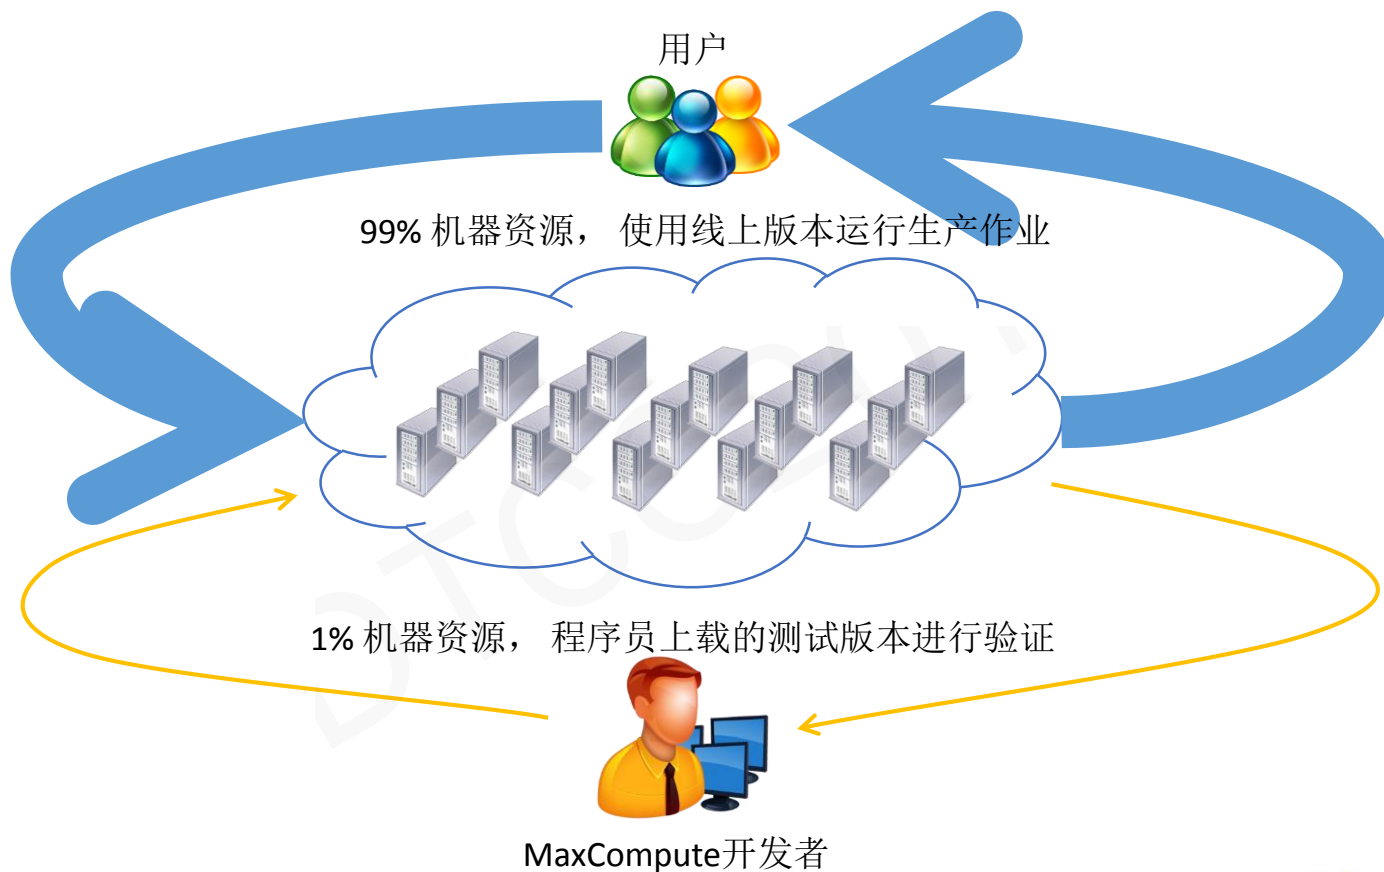 用户
99% 机器资源， 使用线上版本运行生产作业
1% 机器资源， 程序员上载的测试版本进行验证
MaxCompute开发者